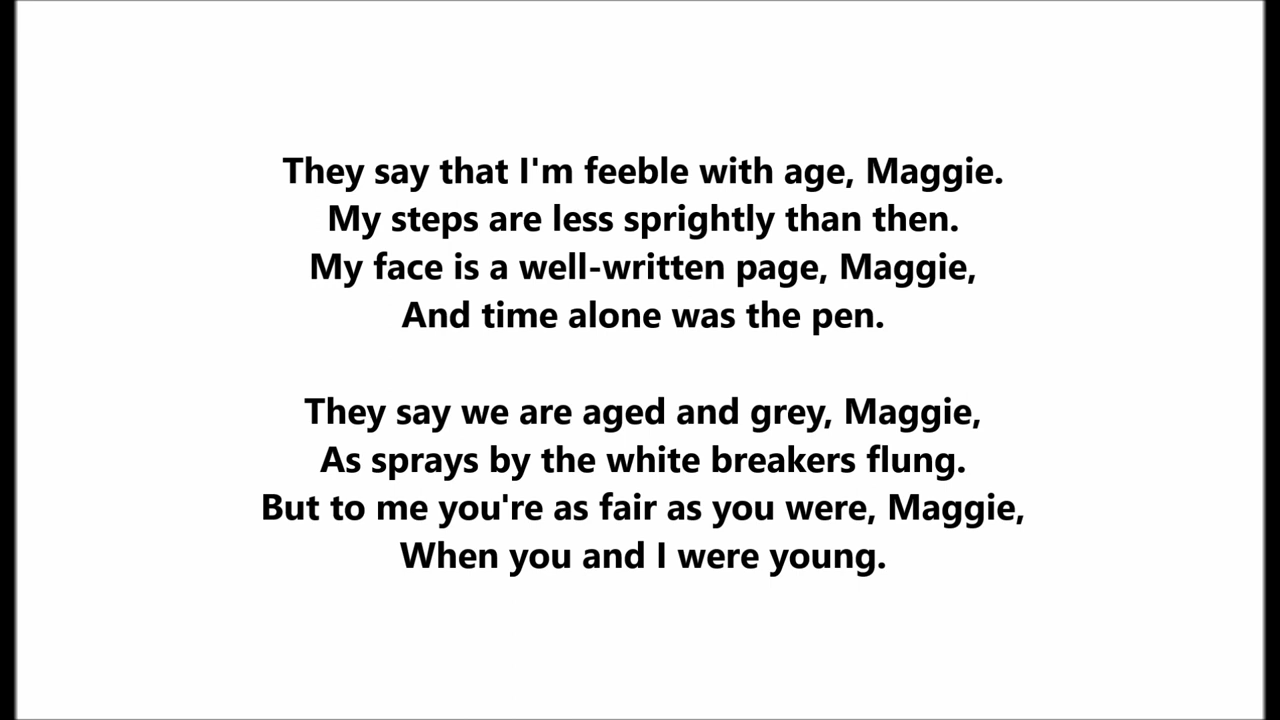 They say that I'm feeble with age, Maggie.
My steps are less sprightly than then.
My face is a well-written page, Maggie,
And time alone was the pen.
They say we are aged and grey, Maggie,
As sprays by the white breakers flung.
But to me you're as fair as you were, Maggie,
When you and I were young.